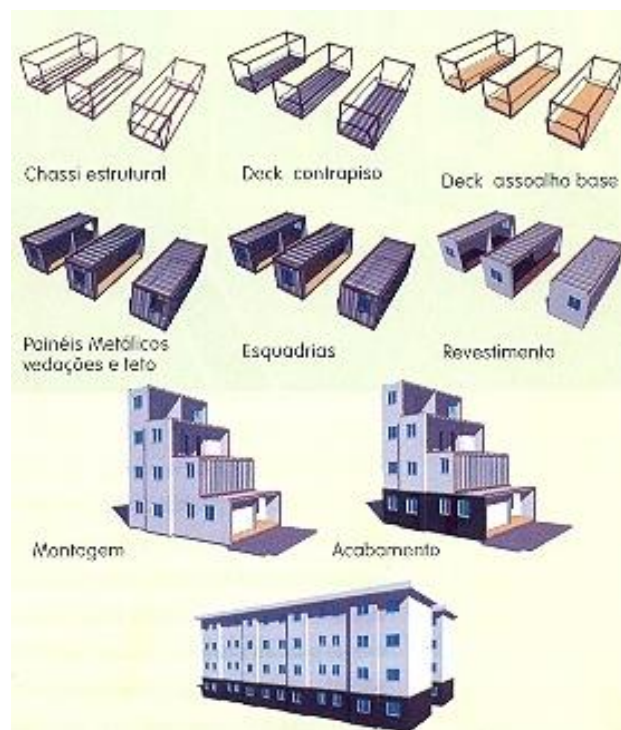 Chassi estrutural
Deck contrapiso
Deck assoalho base
Painéis Metálicos
vedações e teto
Esquadrias
Revestimento
Montagem
Acabamento